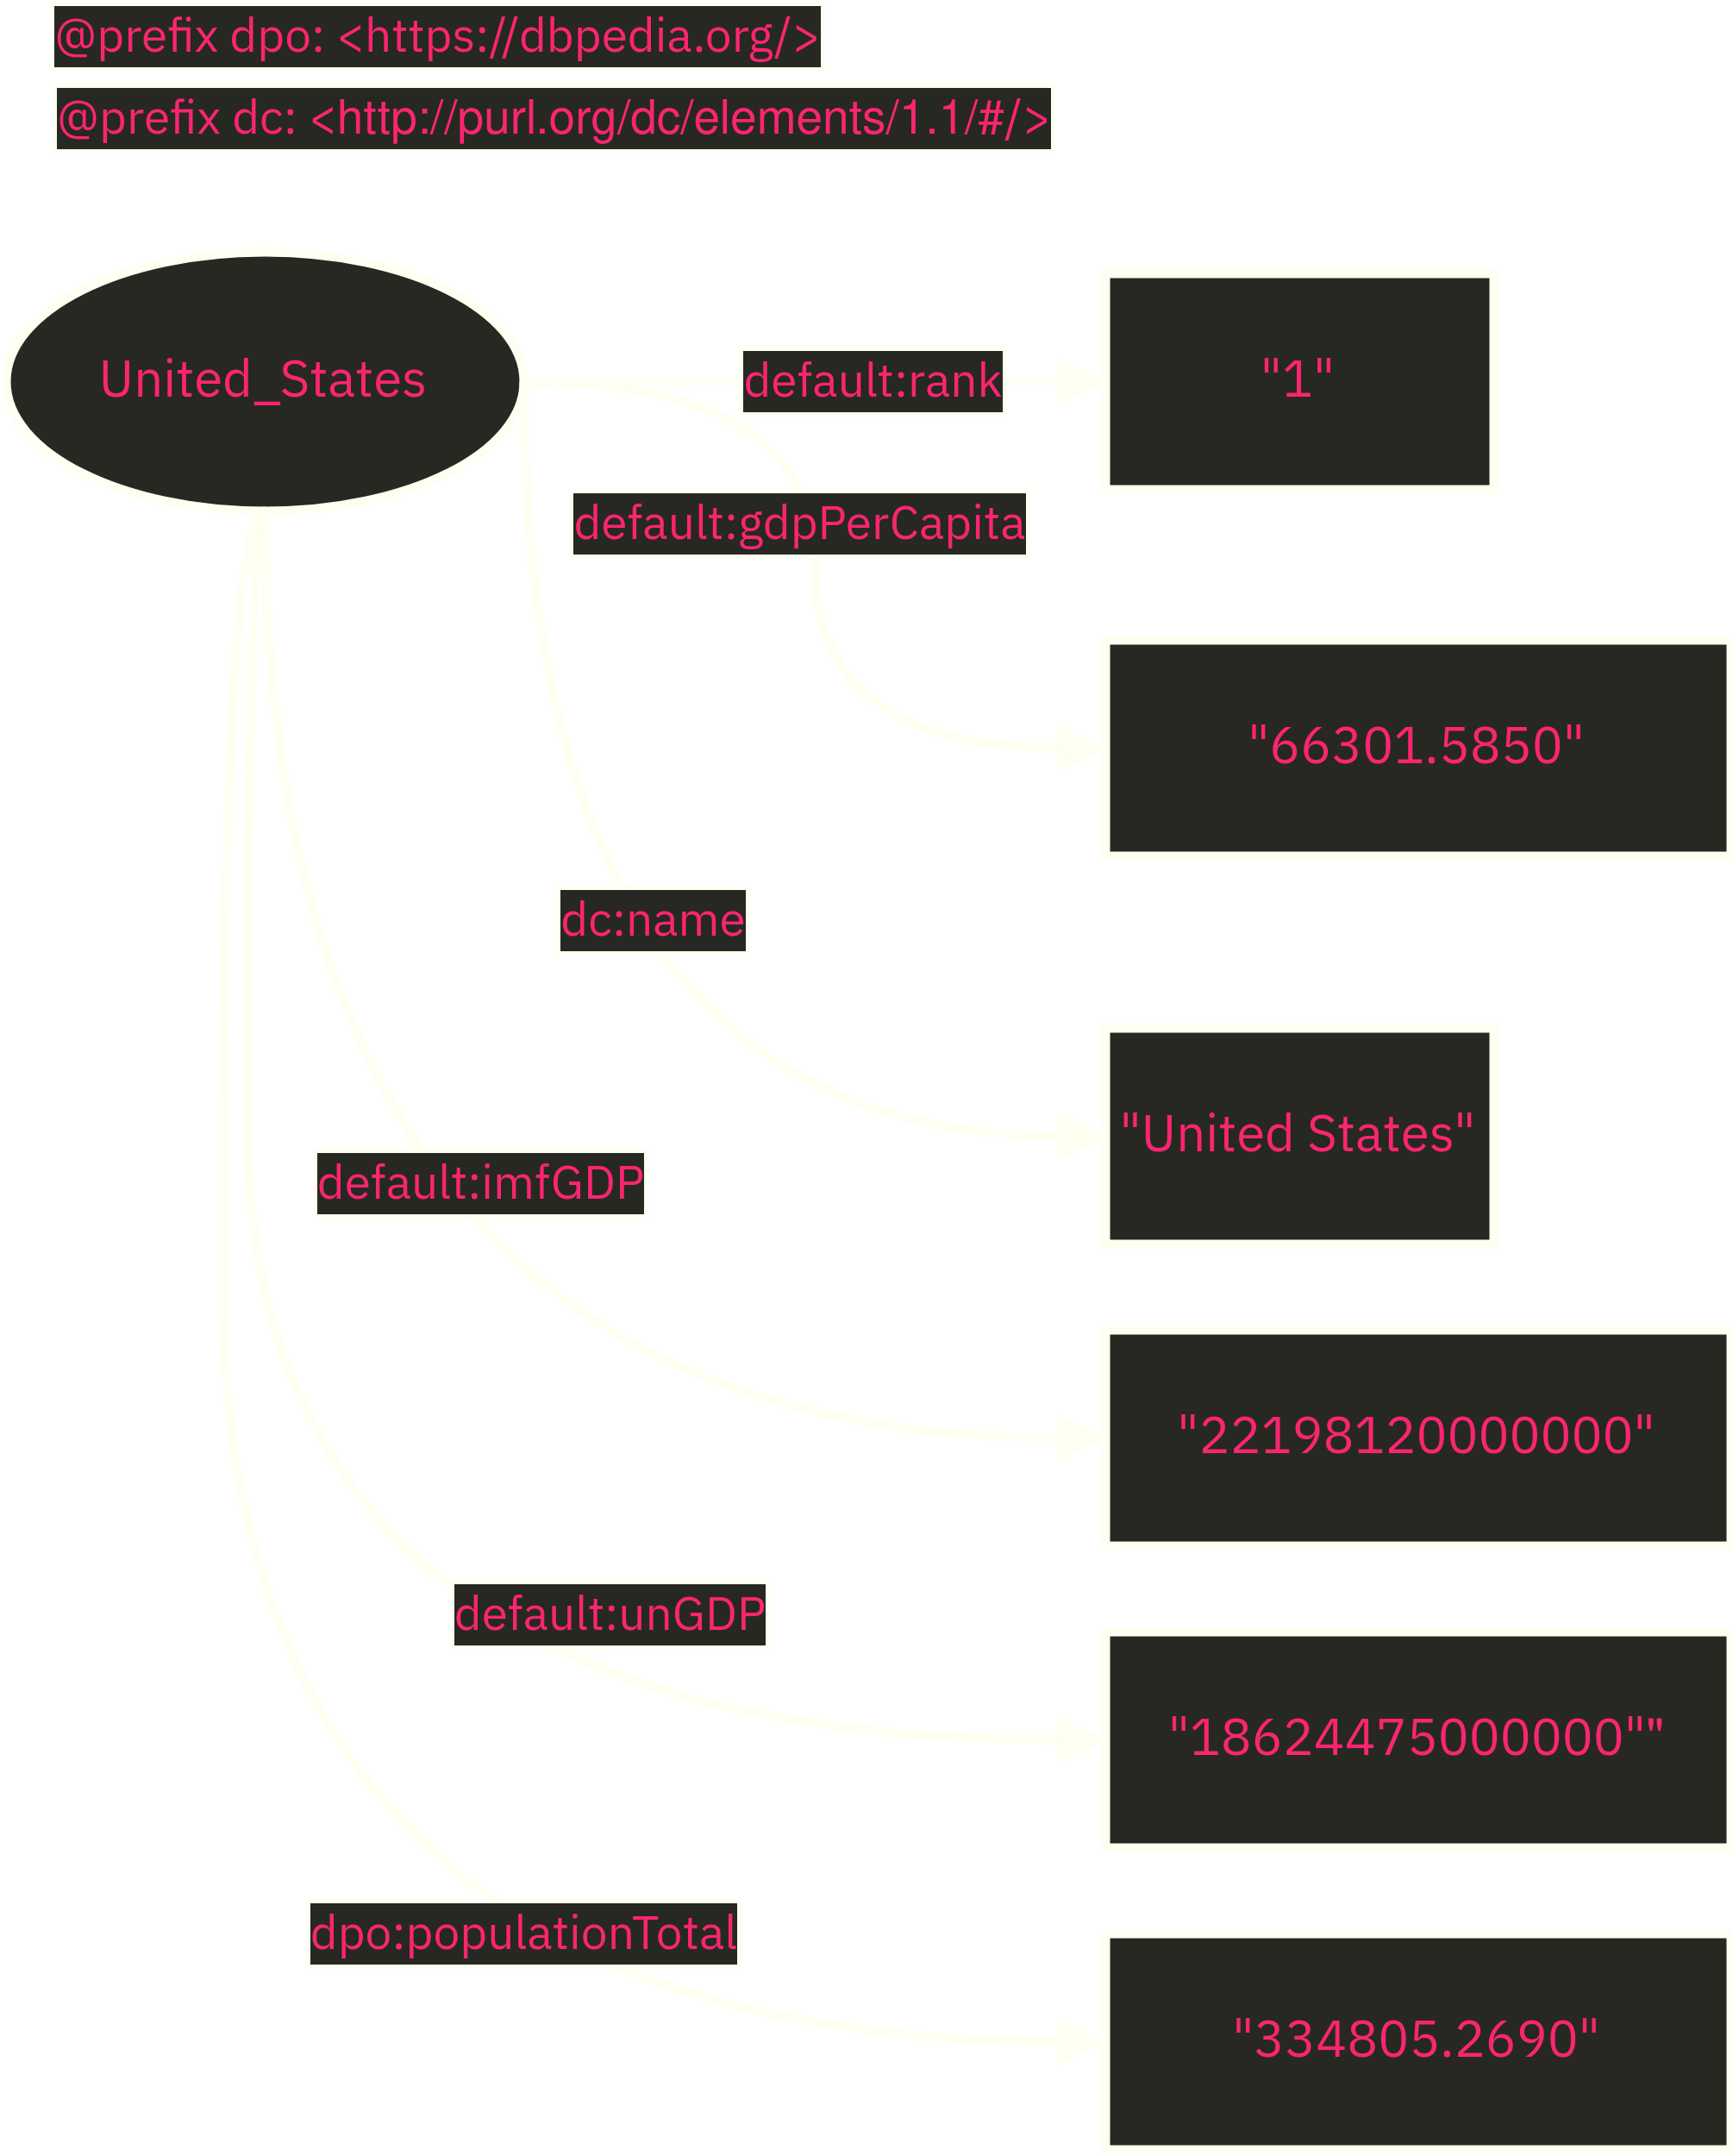 @prefix dpo: <https://dbpedia.org/>
@prefix dc: <http://purl.org/dc/elements/1.1/#/>
United_States
default:rank
"1"
default:gdpPerCapita
"66301.5850"
dc:name
"United States"
default:imfGDP
"22198120000000"
default:unGDP
"18624475000000""
dpo:populationTotal
"334805.2690"